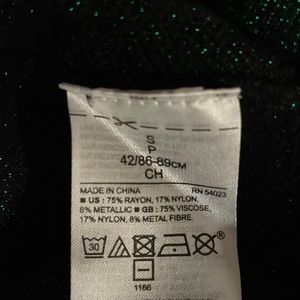 S
P
42/86-89CM
CH
MADE IN CHINA RN 54023
■ US : 75% RAYON, 17% NYLON,
8% METALLIC ■ GB : 75% VISCOSE,
17% NYLON, 8% METAL FIBRE
30
1166